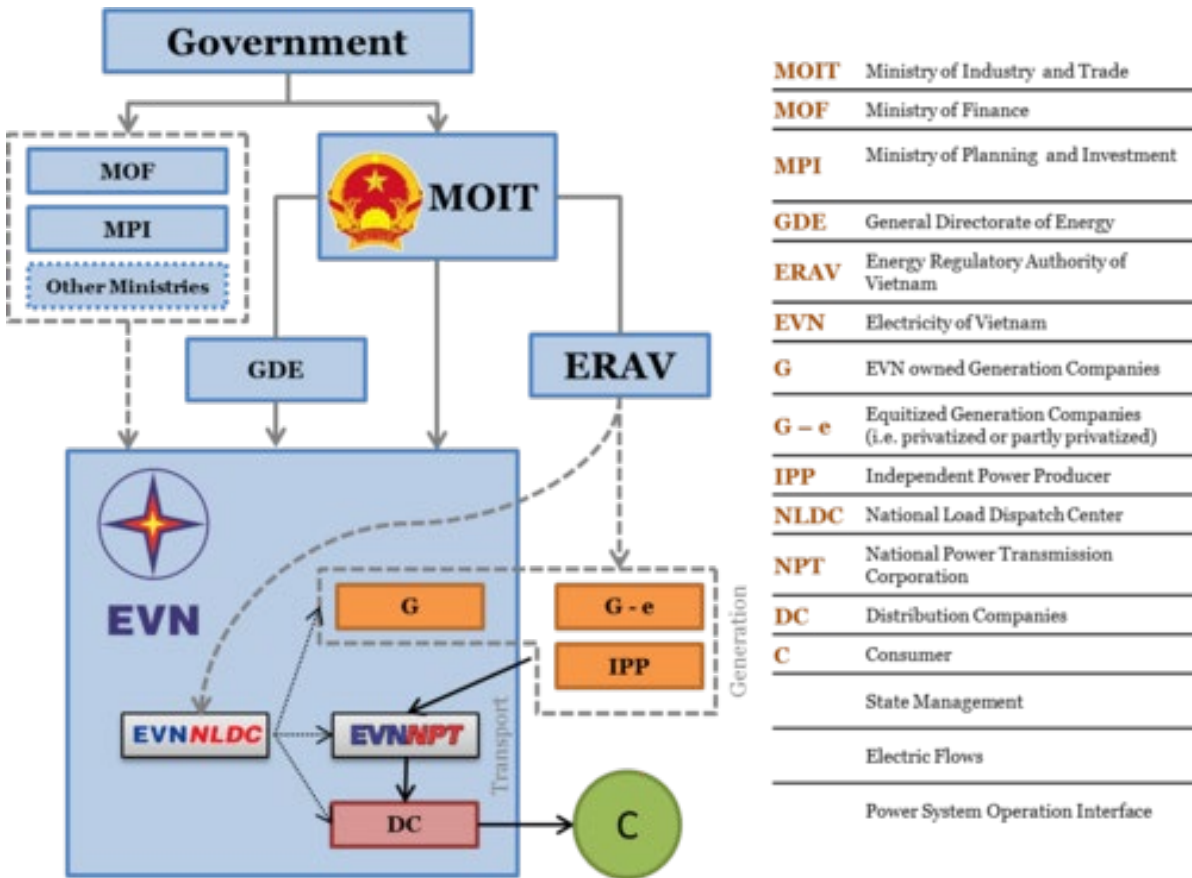 Government
MOF
MPI
Other Ministries
MOIT
GDE
ERAV
EVN
G
G - e
IPP
Generation
EVNNLDC
EVNNPT
Transport
DC
C
MOIT Ministry of Industry and Trade
MOF Ministry of Finance
MPI Ministry of Planning and Investment
GDE General Directorate of Energy
ERAV Energy Regulatory Authority of
Vietnam
EVN Electricity of Vietnam
G EVN owned Generation Companies
G – e Equitized Generation Companies
(i.e. privatized or partly privatized)
IPP Independent Power Producer
NLDC National Load Dispatch Center
NPT National Power Transmission
Corporation
DC Distribution Companies
C Consumer
State Management
Electric Flows
Power System Operation Interface